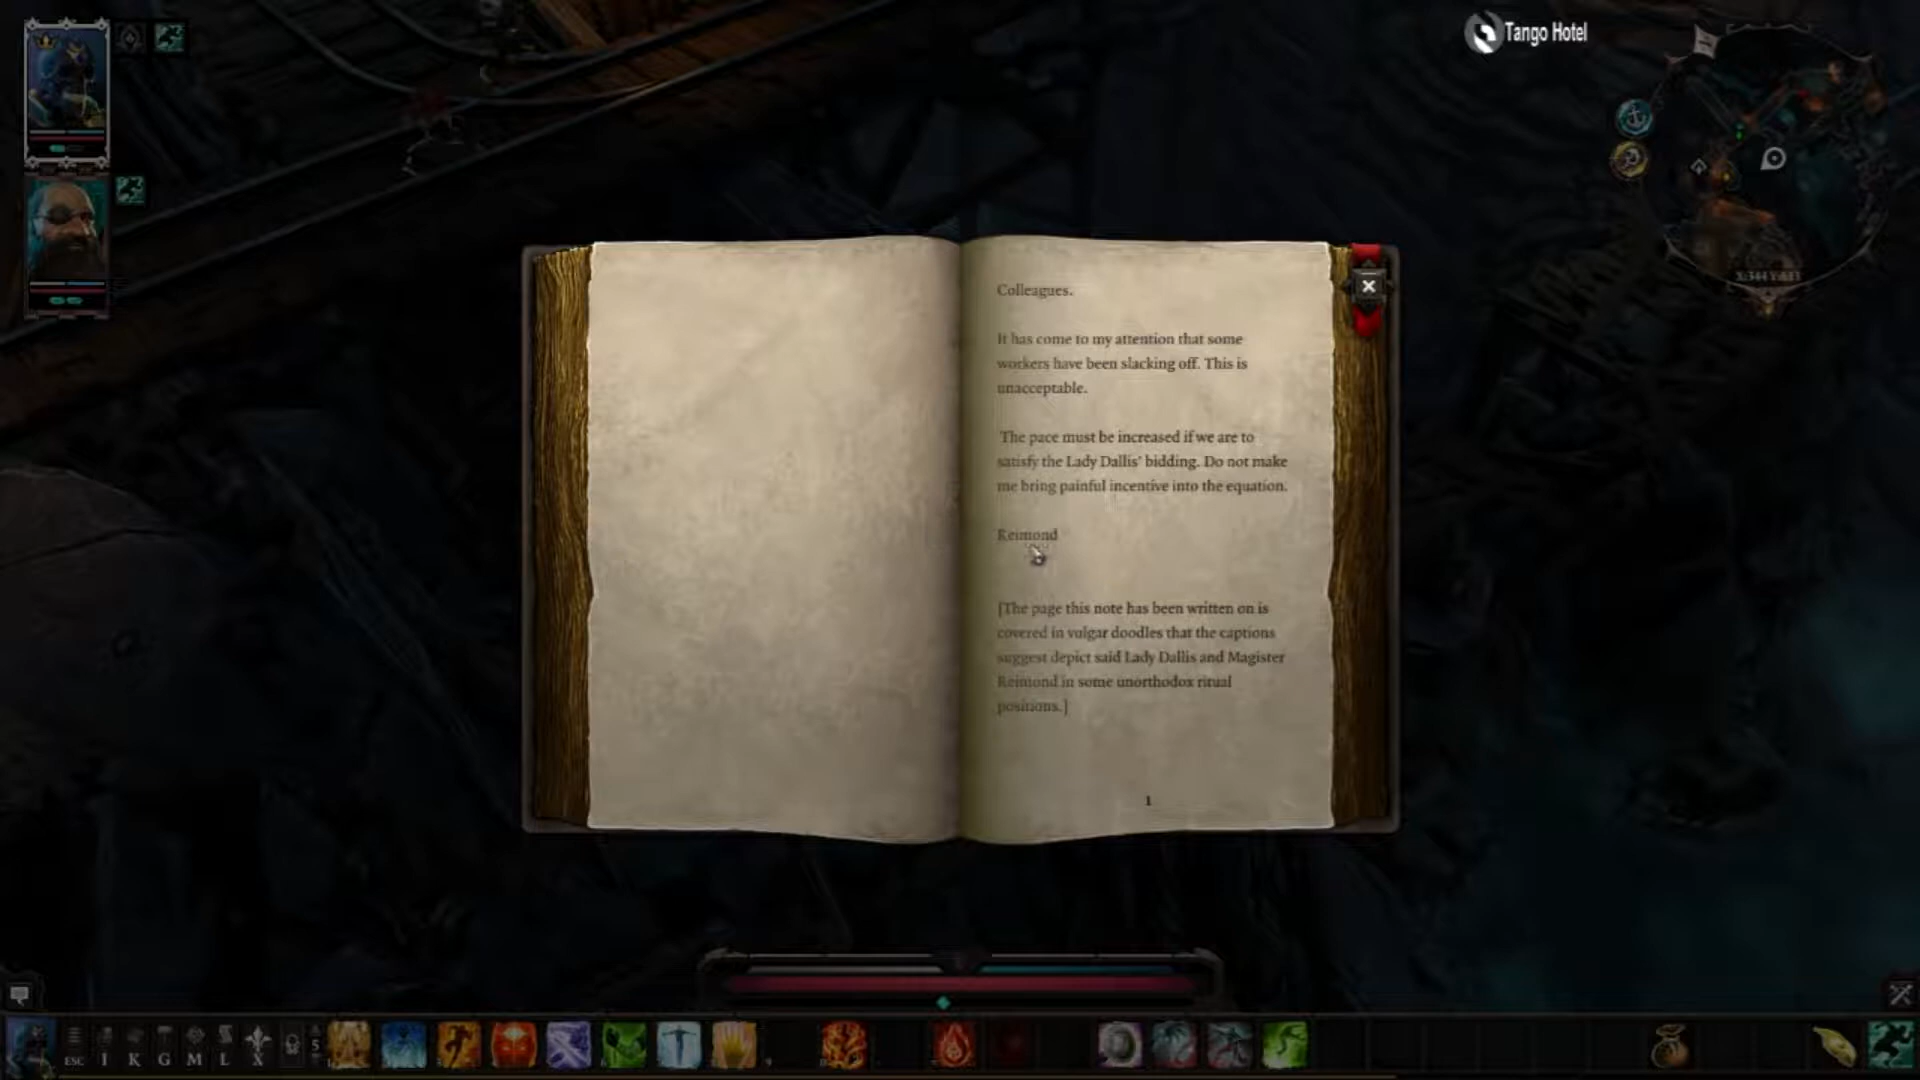 Tango Hotel
X:344 Y:433
Colleagues.
It has come to my attention that some
workers have been slacking off. This is
unacceptable.
The pace must be increased if we are to
satisfy the Lady Dallis' bidding. Do not make
me bring painful incentive into the equation.
Reimond
[The page this note has been written on is
covered in vulgar doodles that the captions
suggest depict said Lady Dallis and Magister
Reimond in some unorthodox ritual
positions.]
1
ESC I K G M L X 5